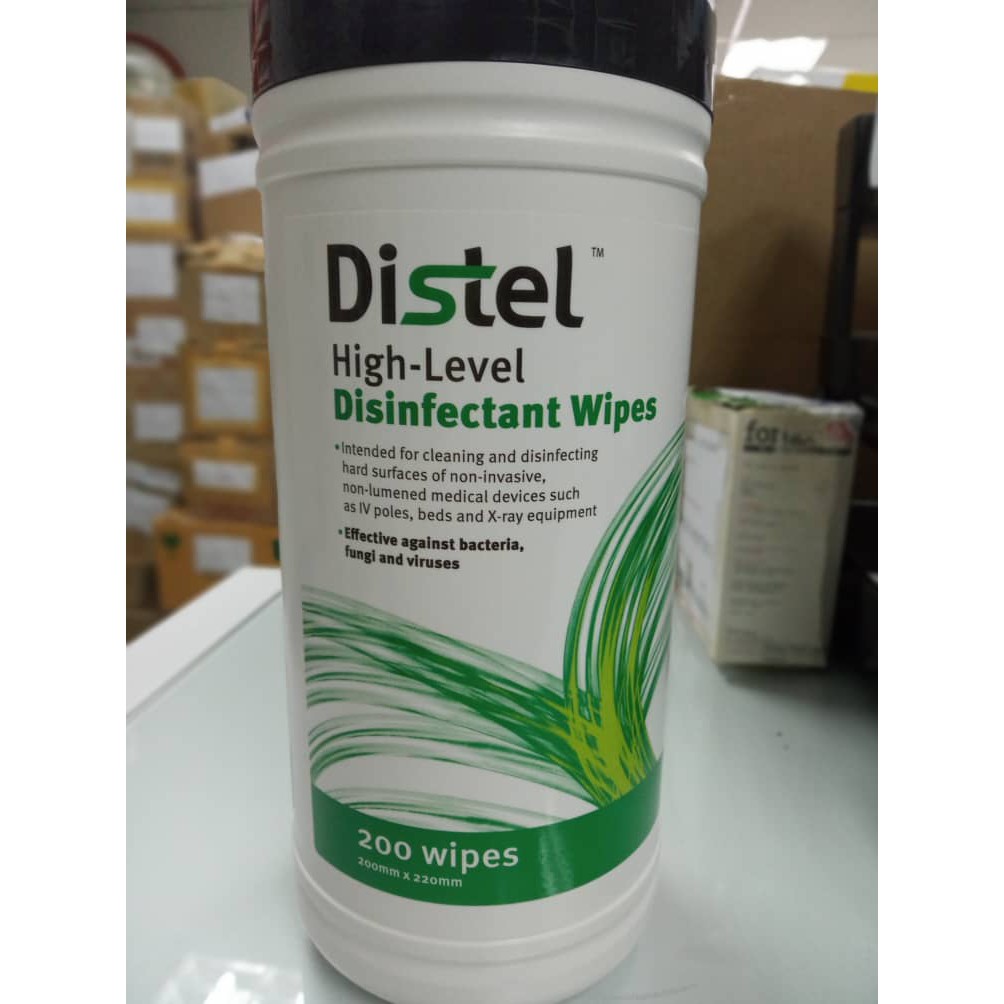 Distel™
High-Level
Disinfectant Wipes
•Intended for cleaning and disinfecting
hard surfaces of non-invasive,
non-lumened medical devices such
as IV poles, beds and X-ray equipment
•Effective against bacteria,
fungi and viruses
200 wipes
200mm x 220mm
for